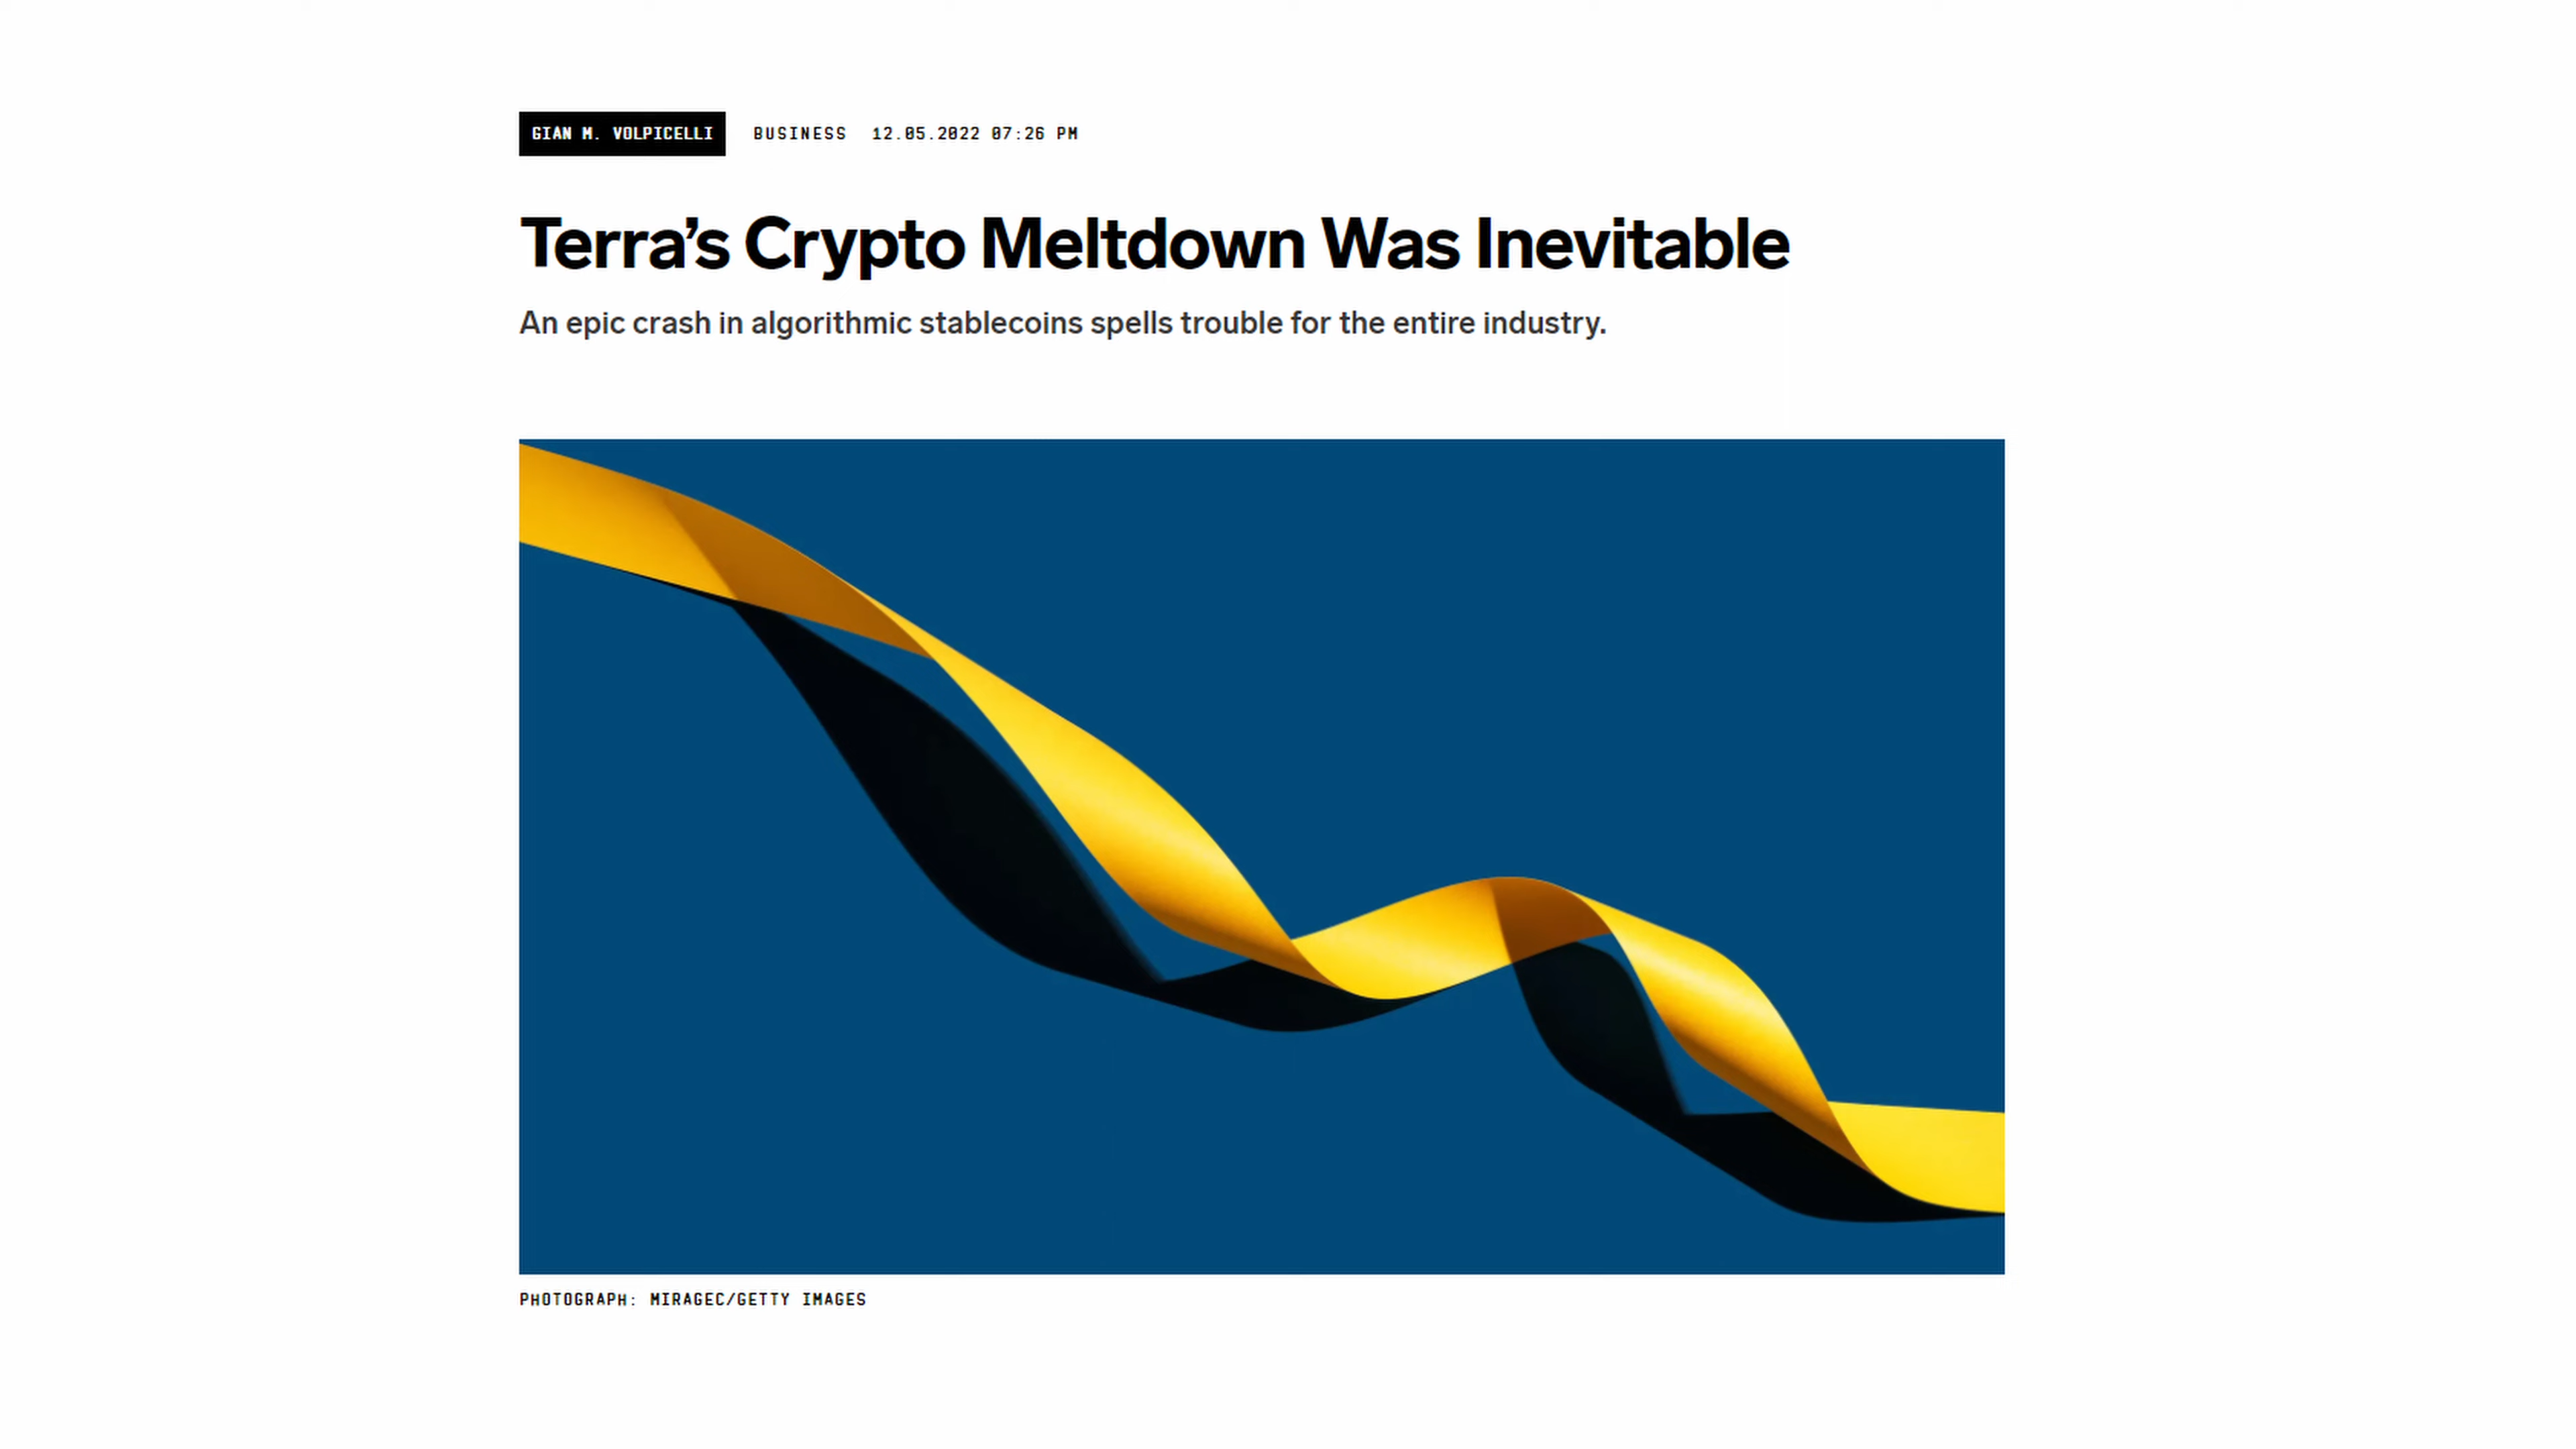 GIAN M. VOLPICELLI BUSINESS 12.05.2022 07:26 PM
Terra’s Crypto Meltdown Was Inevitable
An epic crash in algorithmic stablecoins spells trouble for the entire industry.
PHOTOGRAPH: MIRAGEC/GETTY IMAGES